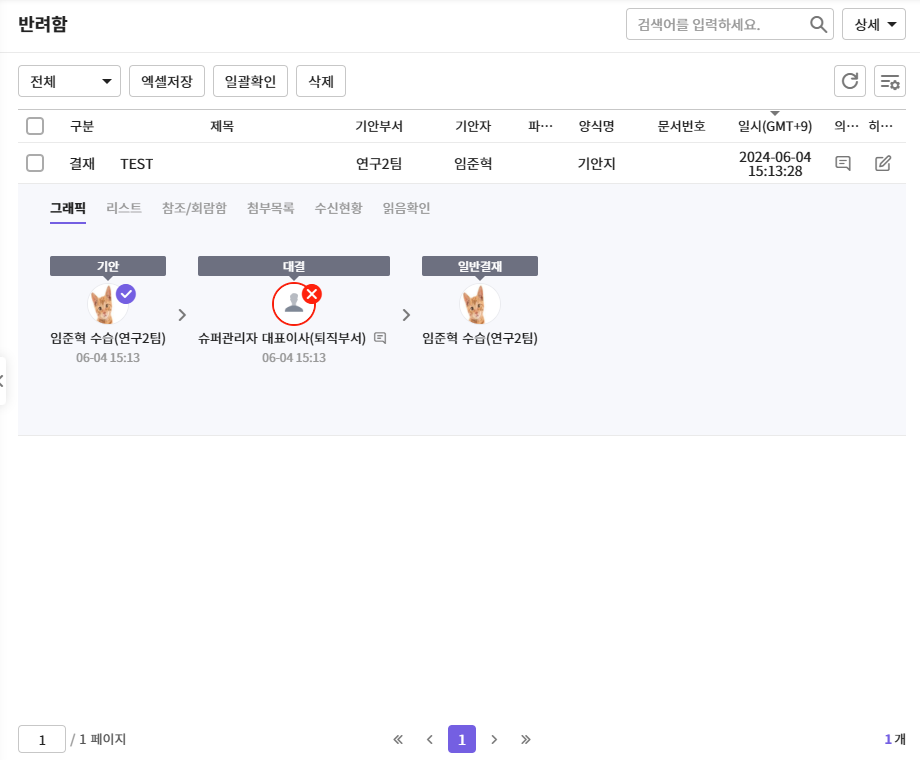 반려함
검색어를 입력하세요.
상세
전체
엑셀저장
일괄확인
삭제
구분 제목 기안부서 기안자 파··· 양식명 문서번호 일시(GMT+9) 의··· 히···
결재 TEST 연구2팀 임준혁 기안지 2024-06-04
15:13:28
그래픽 리스트 참조/회람함 첨부목록 수신현황 읽음확인
기안 대결 일반결재
임준혁 수습(연구2팀) 슈퍼관리자 대표이사(퇴직부서) 임준혁 수습(연구2팀)
06-04 15:13 06-04 15:13
1 / 1 페이지 « ‹ 1 › » 1 개